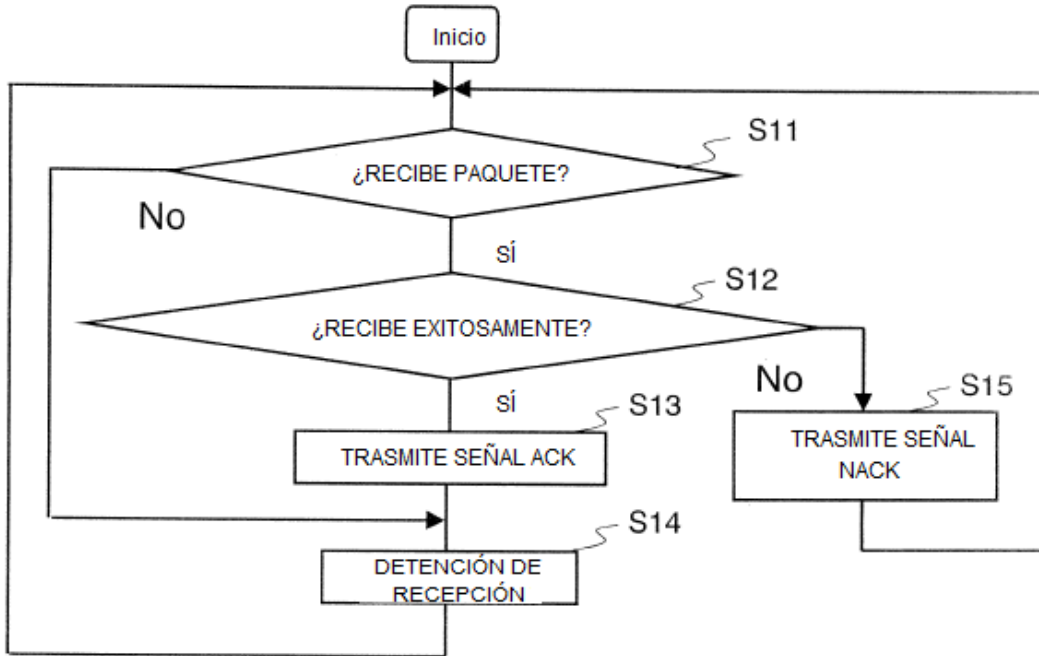 Inicio
S11
¿RECIBE PAQUETE?
No
SÍ
S12
¿RECIBE EXITOSAMENTE?
No
SÍ
S13
S15
TRASMITE SEÑAL ACK
TRASMITE SEÑAL
NACK
S14
DETENCIÓN DE
RECEPCIÓN